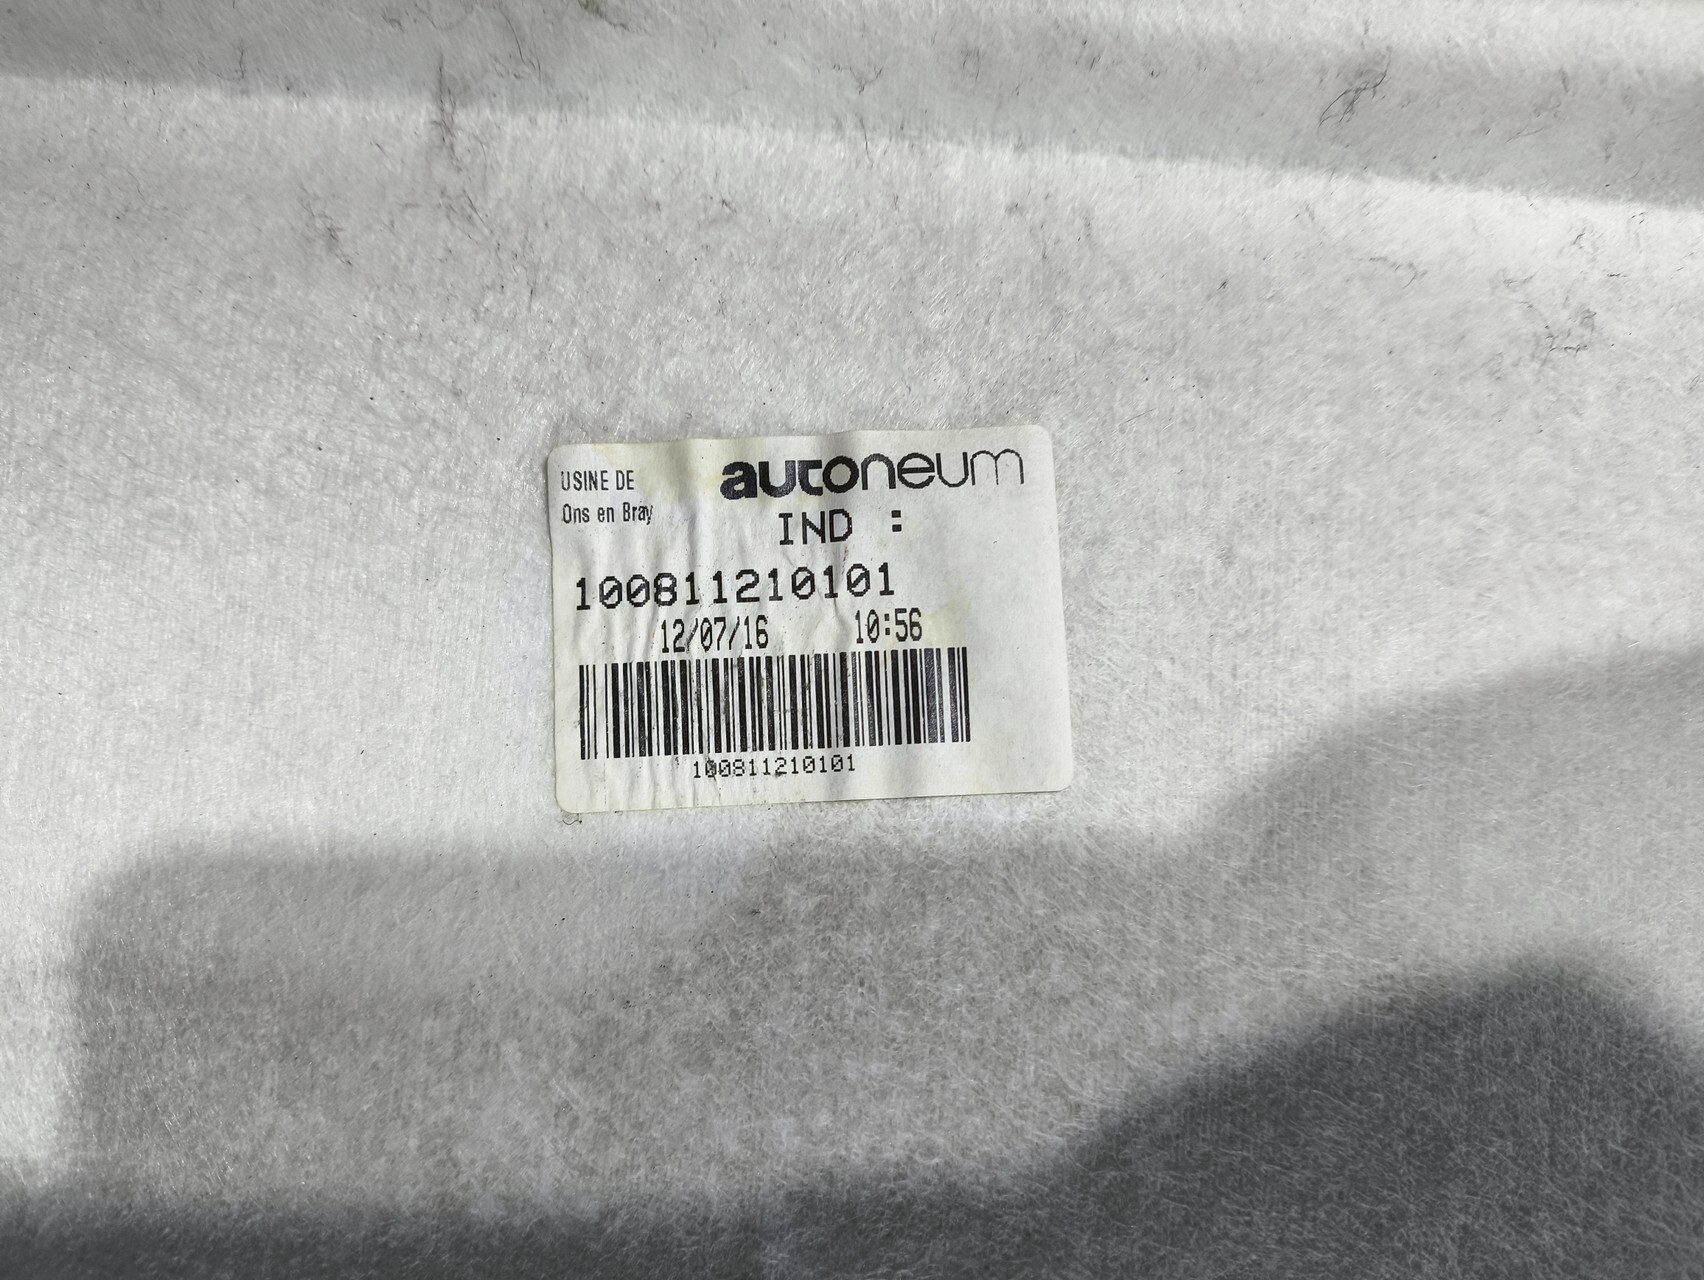 USINE DE
Ons en Bray
autoneum
IND :
100811210101
12/07/16 10:56
100811210101